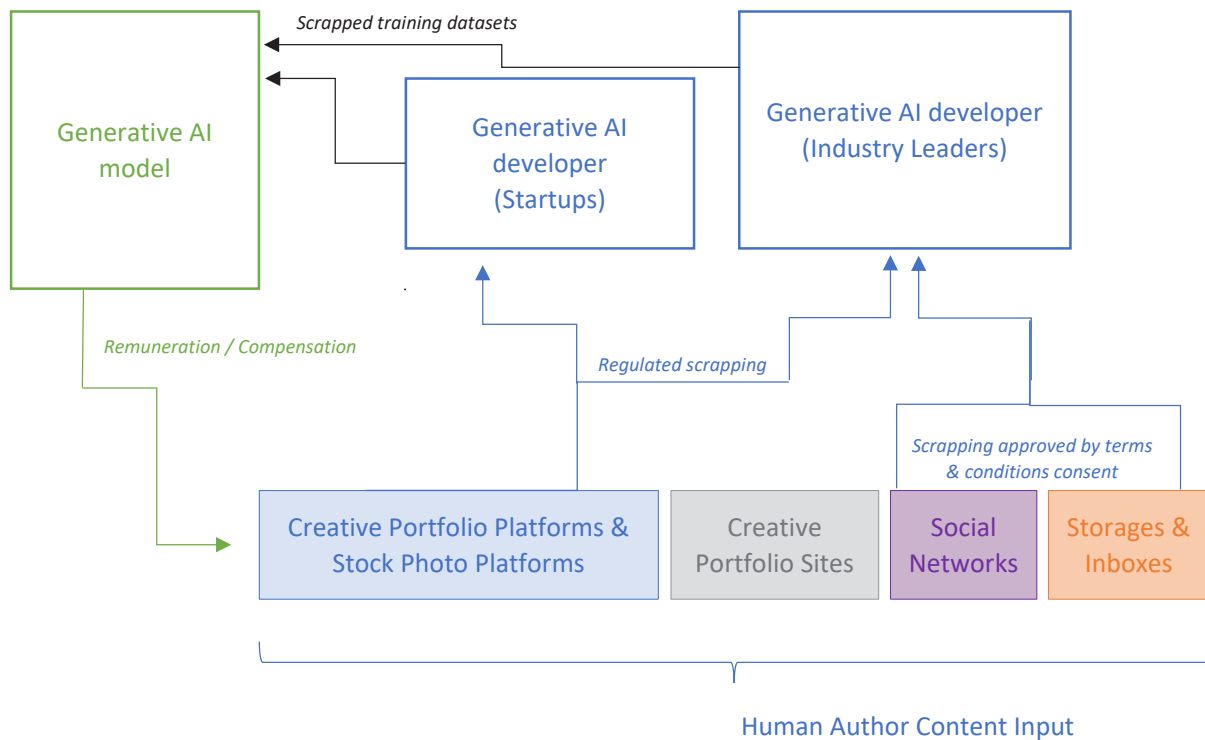 Scrapped training datasets
Generative AI
model
Generative AI
developer
(Startups)
Generative AI developer
(Industry Leaders)
Remuneration / Compensation
Regulated scrapping
Scrapping approved by terms
& conditions consent
Creative Portfolio Platforms &
Stock Photo Platforms
Creative
Portfolio Sites
Social
Networks
Storages &
Inboxes
Human Author Content Input